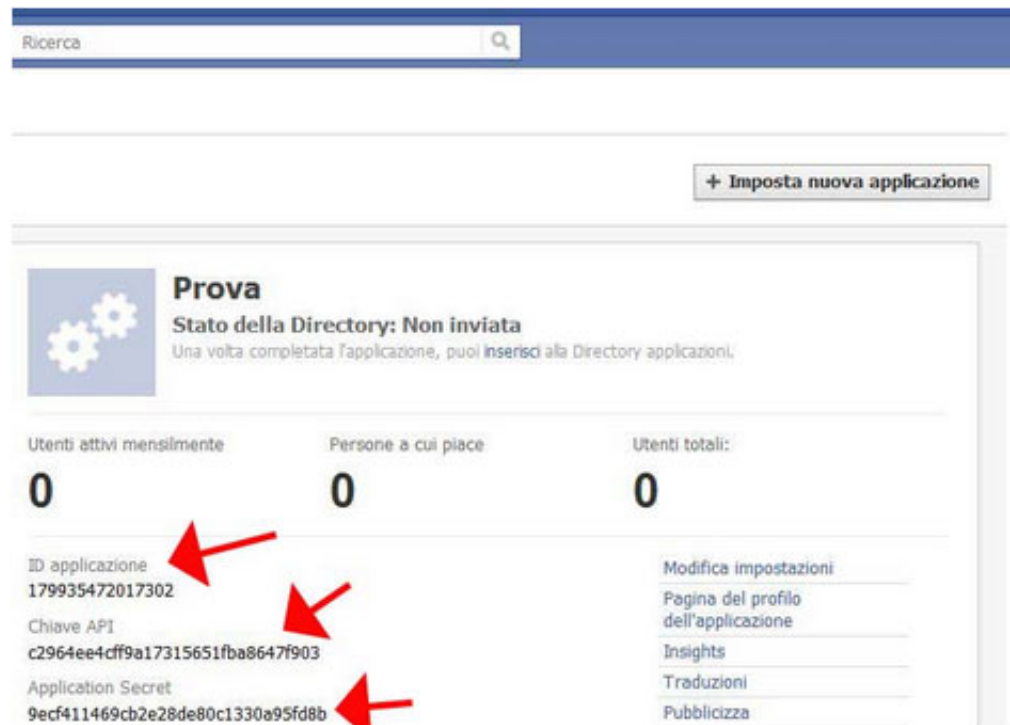 Ricerca
+ Imposta nuova applicazione
Prova
Stato della Directory: Non inviata
Una volta completata l'applicazione, puoi inserisci alla Directory applicazioni.
Utenti attivi mensilmente
Persone a cui piace
Utenti totali:
0
0
0
ID applicazione
179935472017302
Chiave API
c2964ee4cff9a17315651fba8647f903
Application Secret
9ecf411469cb2e28de80c1330a95fd8b
Modifica impostazioni
Pagina del profilo
dell'applicazione
Insights
Traduzioni
Pubblicizza